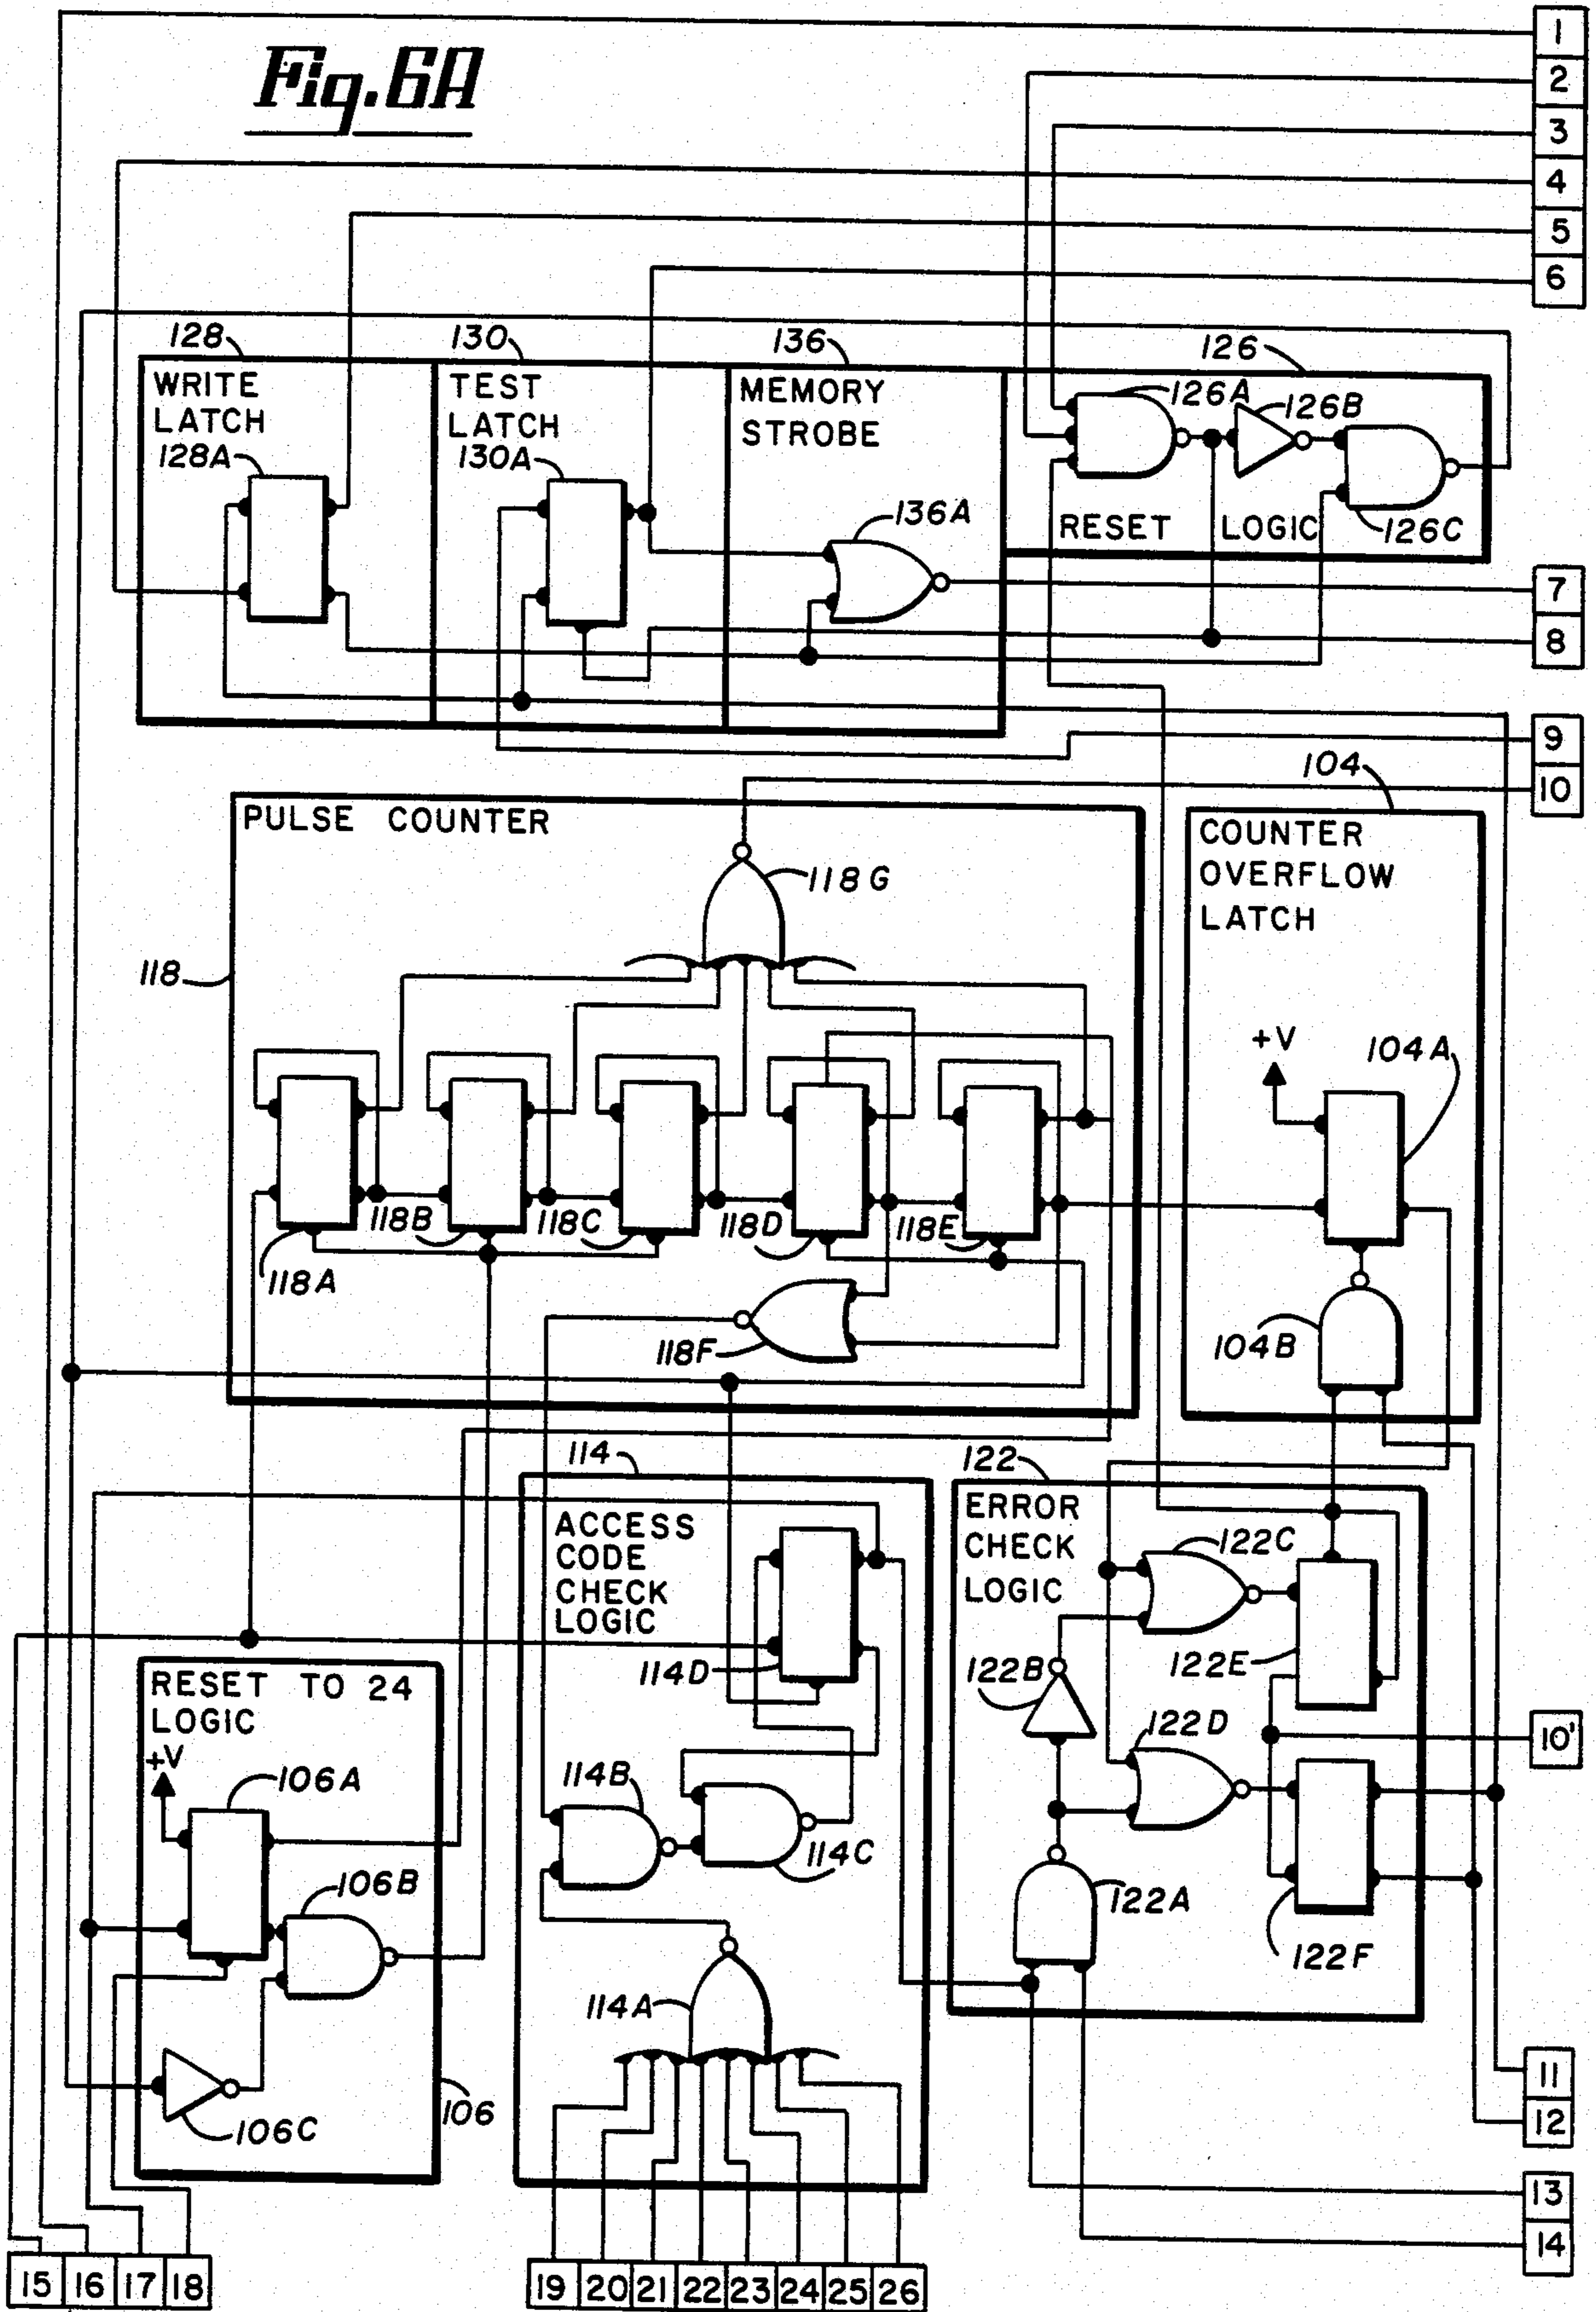 Fig. 6A
1
2
3
4
5
6
128
130
136
126
WRITE
LATCH
128A
TEST
LATCH
130A
MEMORY
STROBE
136A
126A
126B
126C
RESET LOGIC
7
8
9
10
PULSE COUNTER
118
118G
118A
118B
118C
118D
118E
118F
104
COUNTER
OVERFLOW
LATCH
+V
104A
104B
114
ACCESS
CODE
CHECK
LOGIC
114D
114B
114C
114A
122
ERROR
CHECK
LOGIC
122C
122E
122B
122D
122A
122F
10'
RESET TO 24
LOGIC
+V
106A
106B
106C
106
11
12
13
14
15 16 17 18
19 20 21 22 23 24 25 26